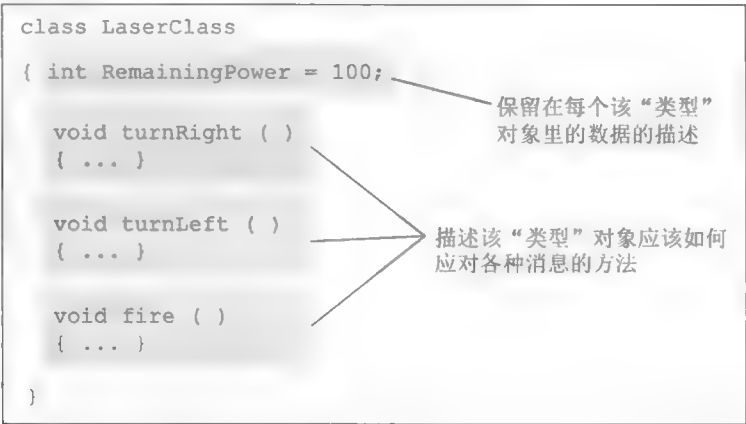 class LaserClass
{ int RemainingPower = 100;
保留在每个该“类型”
对象里的数据的描述
void turnRight ( )
{ ... }
void turnLeft ( )
{ ... }
描述该“类型”对象应该如何
应对各种消息的方法
void fire ( )
{ ... }
}